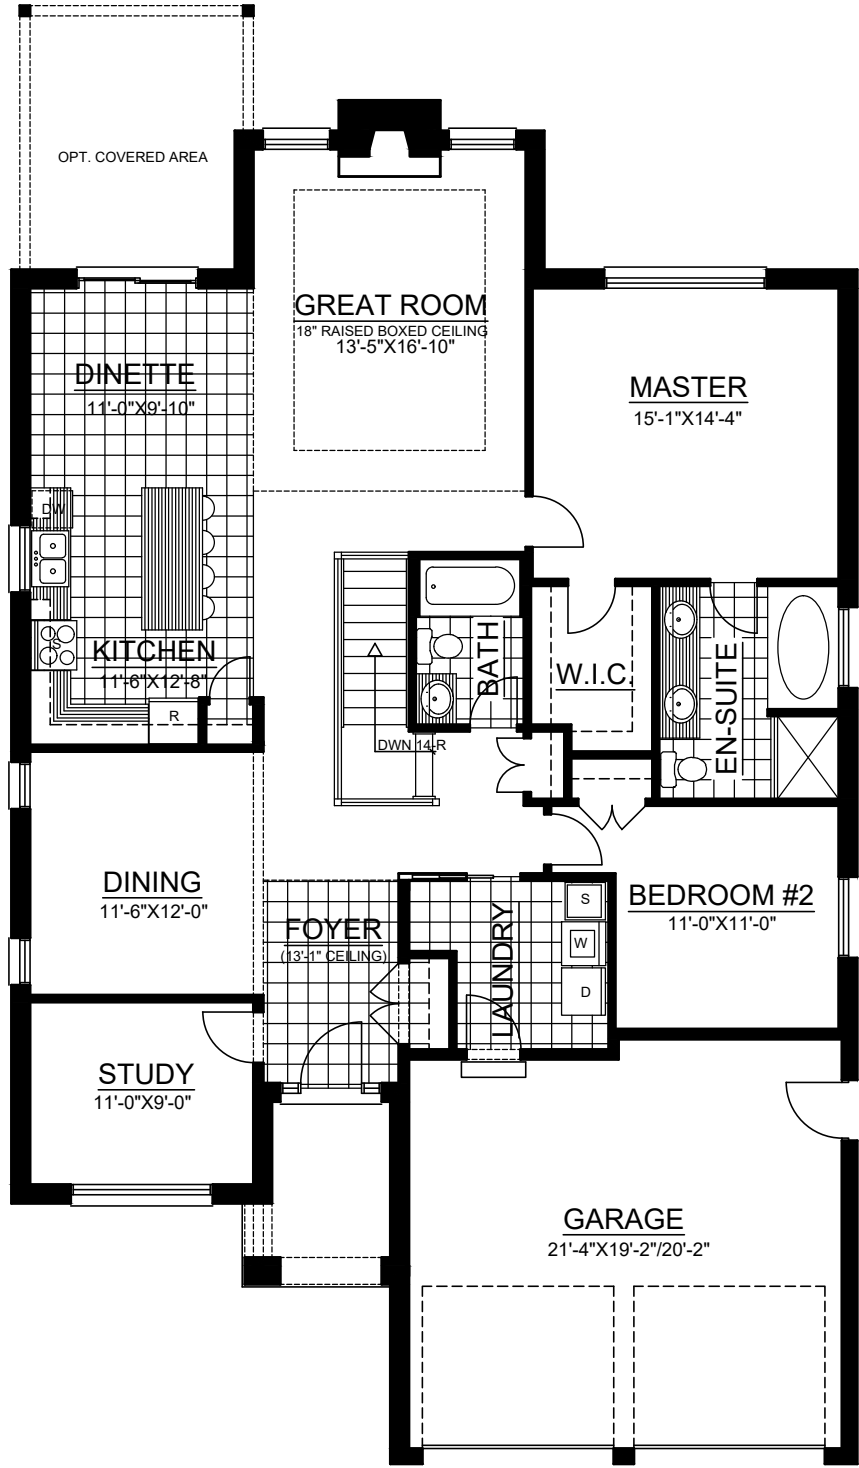 OPT. COVERED AREA
GREAT ROOM
18" RAISED BOXED CEILING
13'-5"X16'-10"
DINETTE
11'-0"X9'-10"
MASTER
15'-1"X14'-4"
DW
KITCHEN
11'-6"X12'-8"
R
BATH
W.I.C.
EN-SUITE
DWN 14-R
DINING
11'-6"X12'-0"
BEDROOM #2
11'-0"X11'-0"
FOYER
(13'-1" CEILING)
LAUNDRY
S
W
D
STUDY
11'-0"X9'-0"
GARAGE
21'-4"X19'-2"/20'-2"